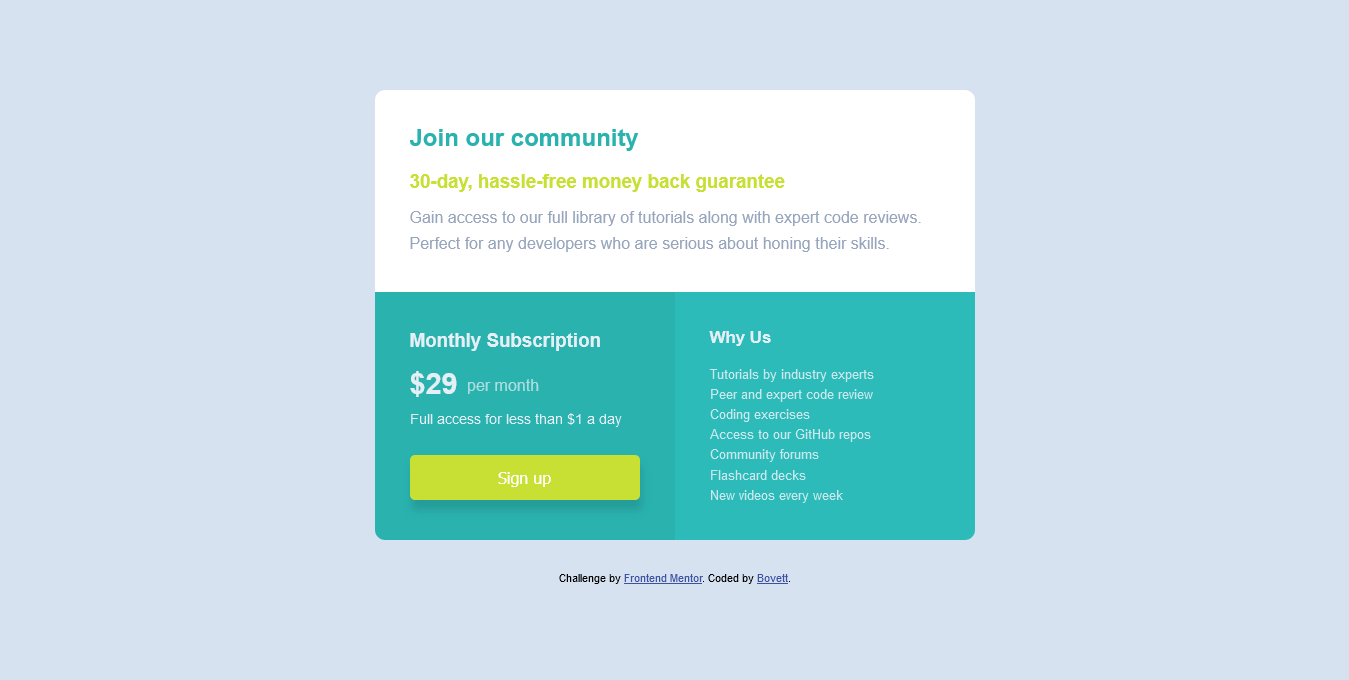 Join our community
30-day, hassle-free money back guarantee
Gain access to our full library of tutorials along with expert code reviews.
Perfect for any developers who are serious about honing their skills.
Monthly Subscription
$29 per month
Full access for less than $1 a day
Sign up
Why Us
Tutorials by industry experts
Peer and expert code review
Coding exercises
Access to our GitHub repos
Community forums
Flashcard decks
New videos every week
Challenge by Frontend Mentor. Coded by Bovett.